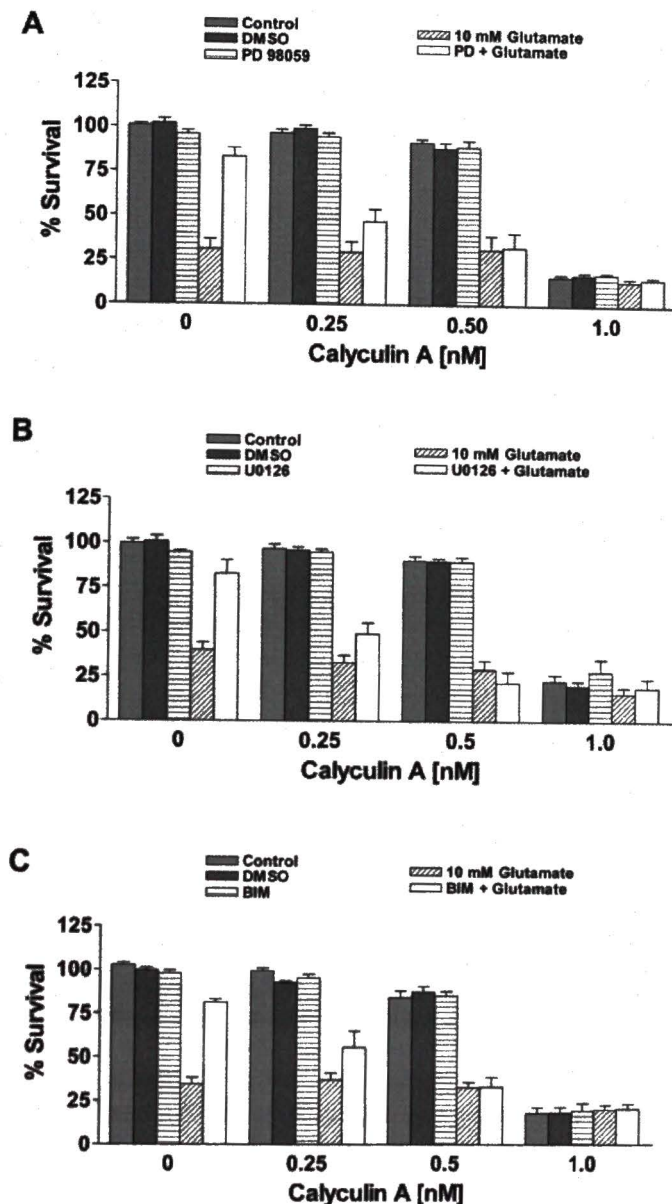 A
Control
DMSO
PD 98059
10 mM Glutamate
PD + Glutamate
125
100
75
50
25
0
% Survival
0 0.25 0.50 1.0
Calyculin A [nM]
B
Control
DMSO
U0126
10 mM Glutamate
U0126 + Glutamate
125
100
75
50
25
0
% Survival
0 0.25 0.5 1.0
Calyculin A [nM]
C
Control
DMSO
BIM
10 mM Glutamate
BIM + Glutamate
125
100
75
50
25
0
% Survival
0 0.25 0.5 1.0
Calyculin A [nM]